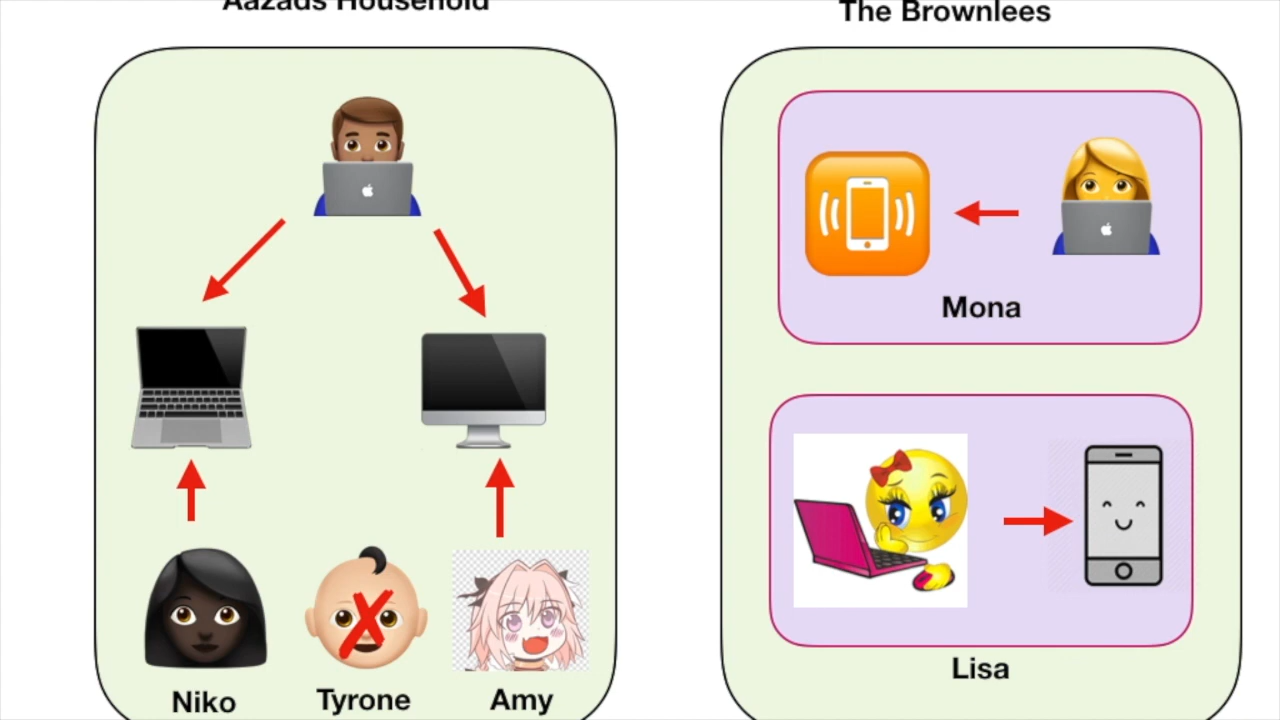 Aazads Household
The Brownlees
Mona
Lisa
Niko
Tyrone
Amy